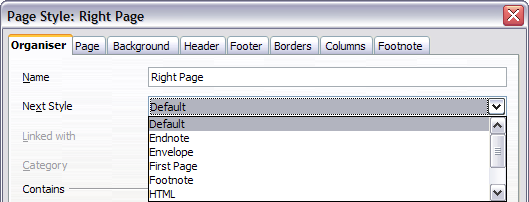 Page Style: Right Page
Organiser Page Background Header Footer Borders Columns Footnote
Name Right Page
Next Style Default
Default
Endnote
Linked with
Envelope
First Page
Category
Footnote
Contains
HTML